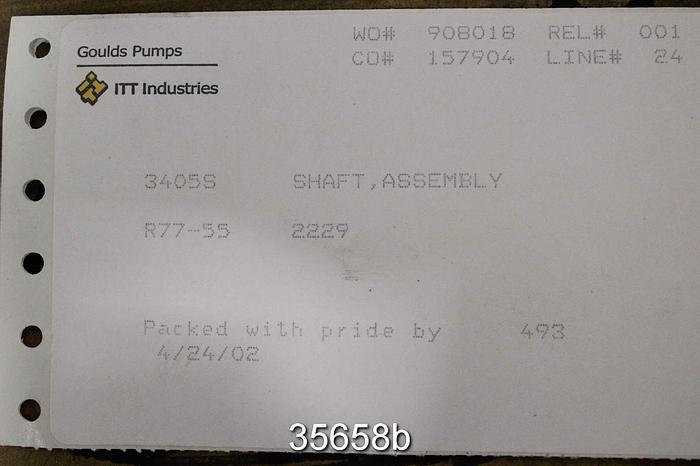 Goulds Pumps
ITT Industries
WO# 908018 REL# 001
CO# 157904 LINE# 24
3405S SHAFT,ASSEMBLY
R77-55 2229
Packed with pride by 493
4/24/02
35658b